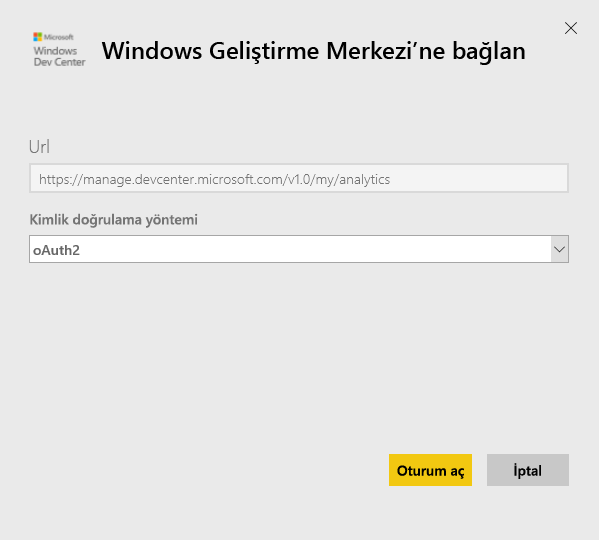 Microsoft
Windows
Dev Center
Windows Geliştirme Merkezi’ne bağlan
Url
https://manage.devcenter.microsoft.com/v1.0/my/analytics
Kimlik doğrulama yöntemi
oAuth2
Oturum aç
İptal